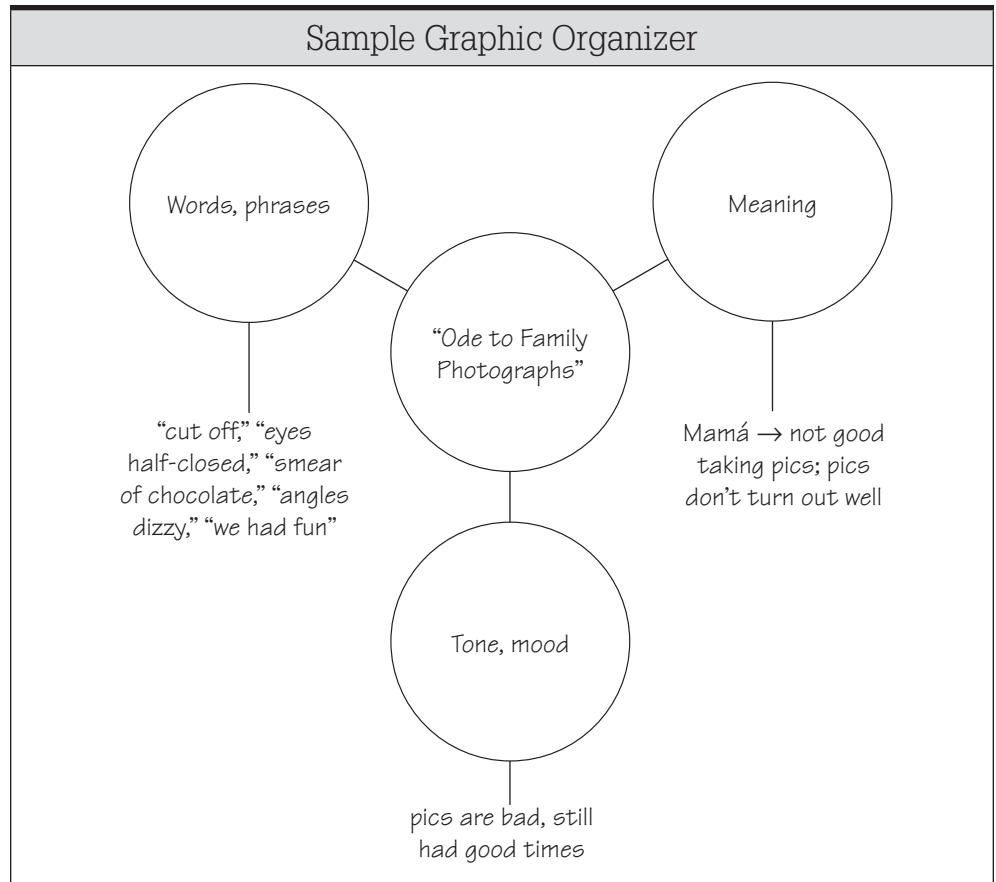 Sample Graphic Organizer
Words, phrases
Meaning
“Ode to Family
Photographs”
“cut off,” “eyes
half-closed,” “smear
of chocolate,” “angles
dizzy,” “we had fun”
Mamá → not good
taking pics; pics
don’t turn out well
Tone, mood
pics are bad, still
had good times